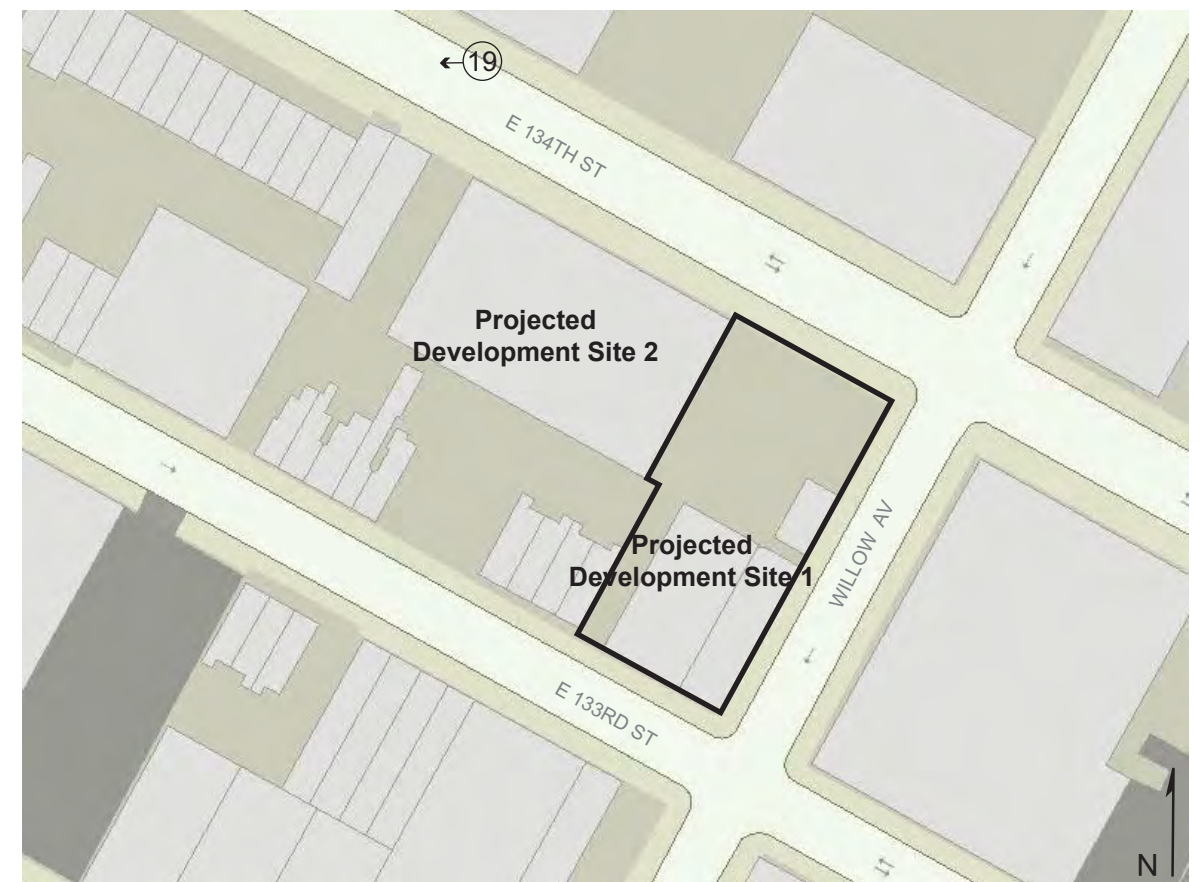 19
E 134TH ST
Projected
Development Site 2
Projected
Development Site 1
WILLOW AV
E 133RD ST
N